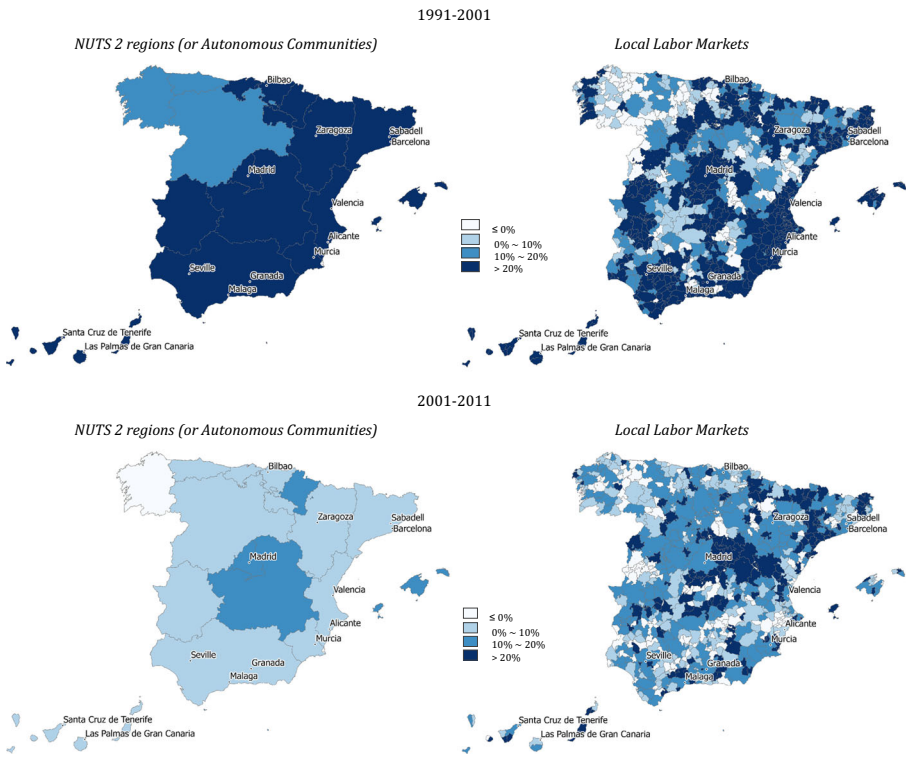 1991-2001
NUTS 2 regions (or Autonomous Communities)
Local Labor Markets
Bilbao
Zaragoza
Sabadell
Barcelona
Madrid
Valencia
Alicante
Murcia
Seville
Granada
Malaga
Santa Cruz de Tenerife
Las Palmas de Gran Canaria
≤ 0%
0% ~ 10%
10% ~ 20%
> 20%
Bilbao
Zaragoza
Sabadell
Barcelona
Madrid
Valencia
Alicante
Murcia
Seville
Granada
Malaga
Santa Cruz de Tenerife
Las Palmas de Gran Canaria
2001-2011
NUTS 2 regions (or Autonomous Communities)
Local Labor Markets
Bilbao
Zaragoza
Sabadell
Barcelona
Madrid
Valencia
Alicante
Murcia
Seville
Granada
Malaga
Santa Cruz de Tenerife
Las Palmas de Gran Canaria
≤ 0%
0% ~ 10%
10% ~ 20%
> 20%
Bilbao
Zaragoza
Sabadell
Barcelona
Madrid
Valencia
Alicante
Murcia
Seville
Granada
Malaga
Santa Cruz de Tenerife
Las Palmas de Gran Canaria